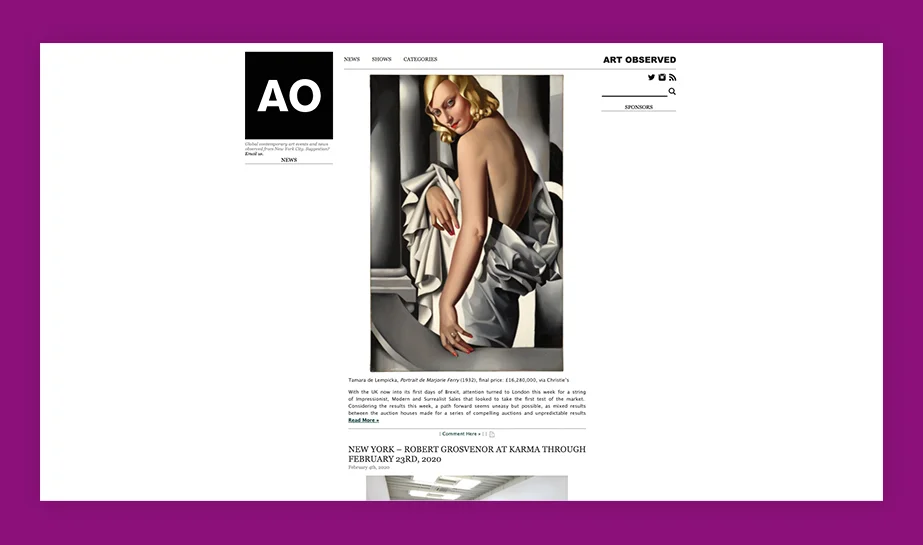 AO
Global contemporary art events and news
observed from New York City. Suggestion?
Email us.
NEWS
NEWS SHOWS CATEGORIES
ART OBSERVED
SPONSORS
Tamara de Lempicka, Portrait de Marjorie Ferry (1932), final price: £16,280,000, via Christie's
With the UK now into its first days of Brexit, attention turned to London this week for a string
of Impressionist, Modern and Surrealist Sales that looked to take the first test of the market.
Considering the results this week, a path forward seems uneasy but possible, as mixed results
between the auction houses made for a series of compelling auctions and unpredictable results
Read More »
| Comment Here » | |
NEW YORK – ROBERT GROSVENOR AT KARMA THROUGH
FEBRUARY 23RD, 2020
February 4th, 2020